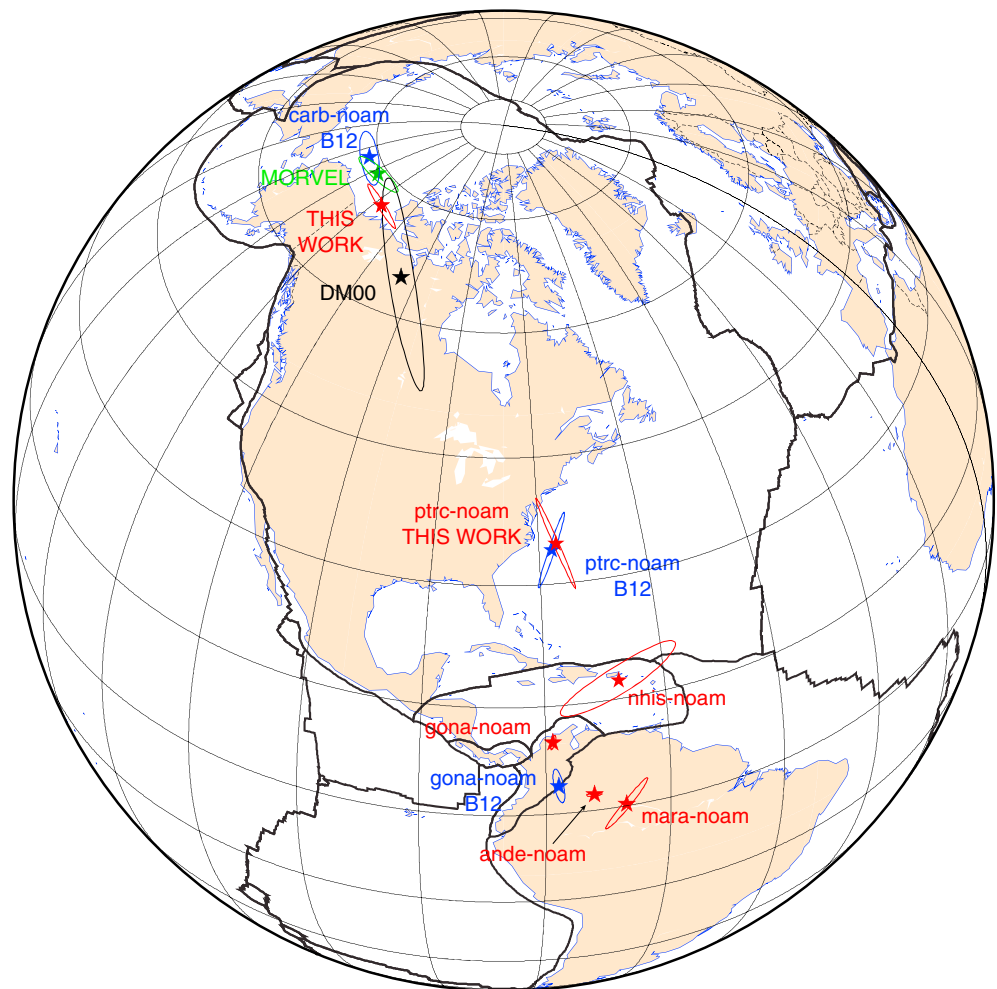 carb-noam
B12
MORVEL
THIS
WORK
DM00
ptrc-noam
THIS WORK
ptrc-noam
B12
nhis-noam
gona-noam
gona-noam
B12
mara-noam
ande-noam